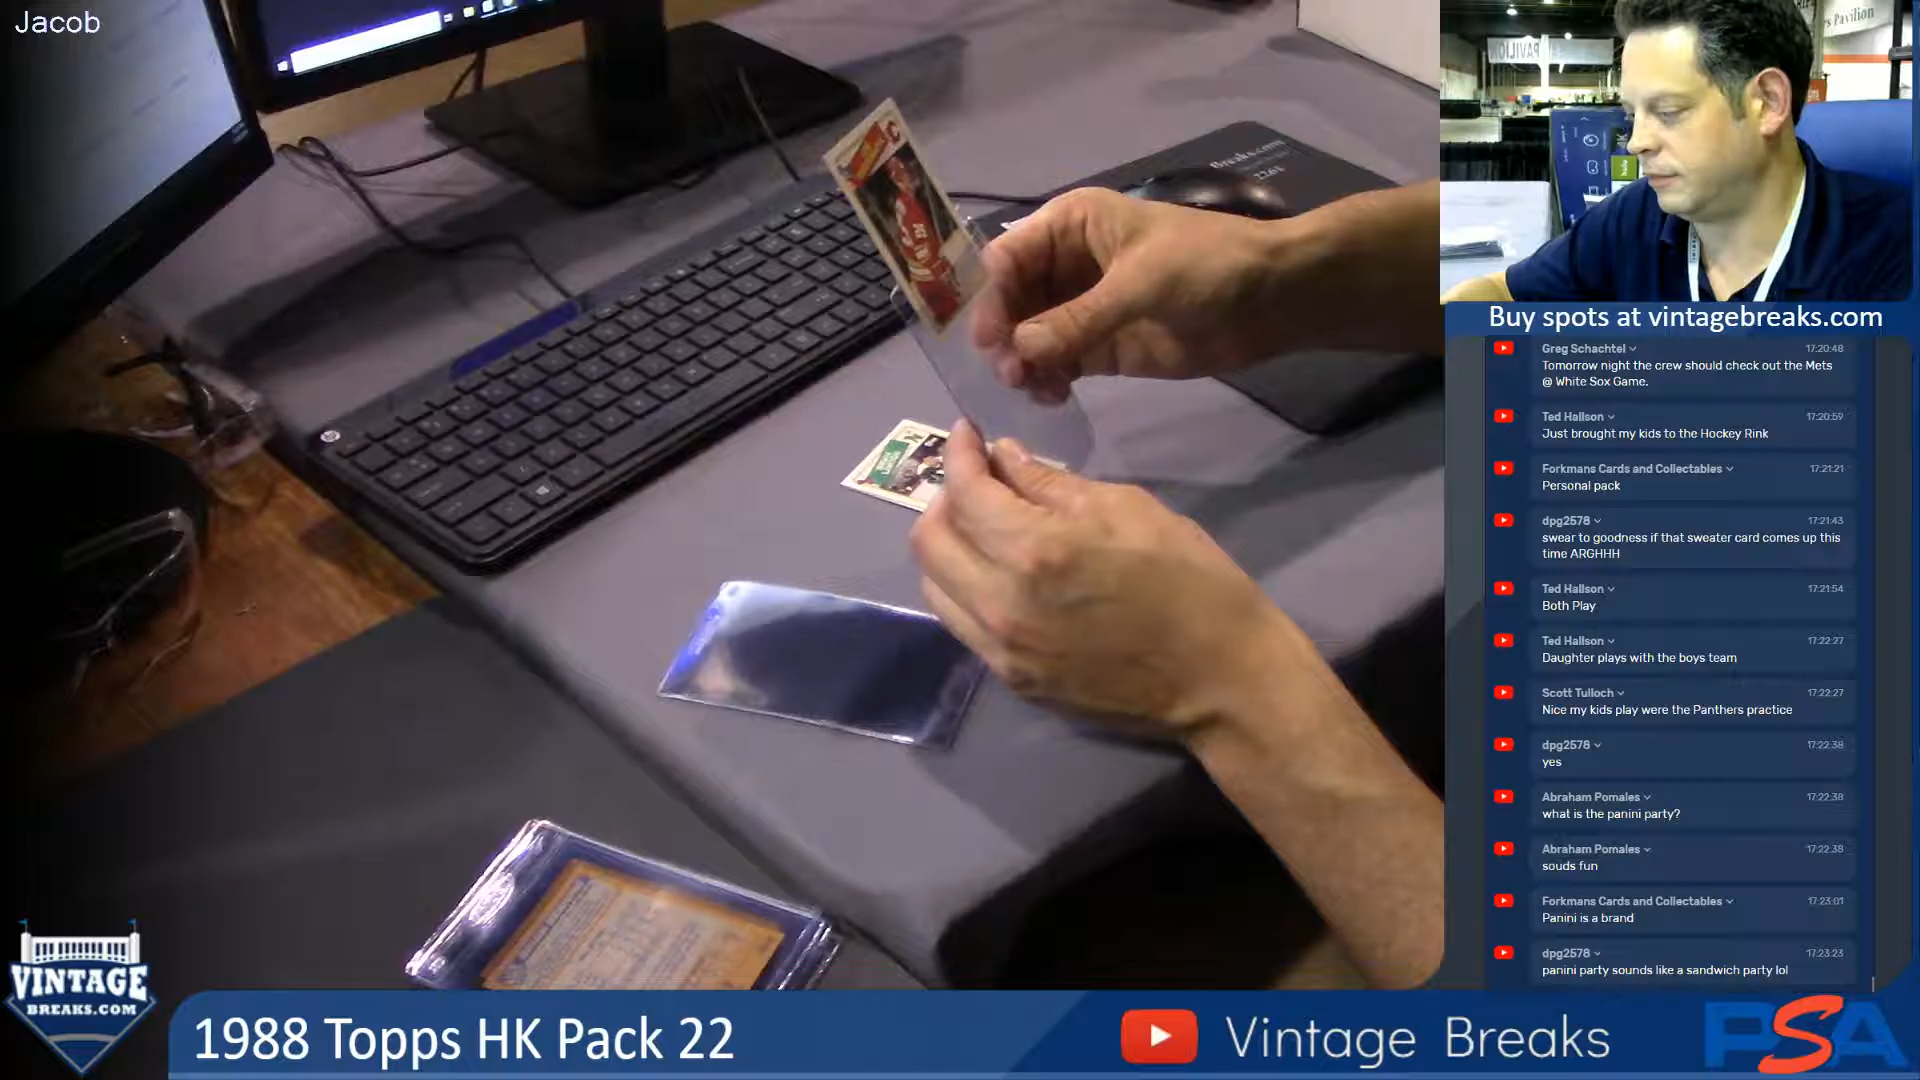 Jacob
Breaks.com
PAVILION
rs Pavilion
hulu
Buy spots at vintagebreaks.com
Greg Schachtel 17:20:48
Tomorrow night the crew should check out the Mets
@ White Sox Game.
Ted Hallson 17:20:59
Just brought my kids to the Hockey Rink
Forkmans Cards and Collectables 17:21:21
Personal pack
dpg2578 17:21:43
swear to goodness if that sweater card comes up this
time ARGHHH
Ted Hallson 17:21:54
Both Play
Ted Hallson 17:22:27
Daughter plays with the boys team
Scott Tulloch 17:22:27
Nice my kids play were the Panthers practice
dpg2578 17:22:38
yes
Abraham Pomales 17:22:38
what is the panini party?
Abraham Pomales 17:22:38
souds fun
Forkmans Cards and Collectables 17:23:01
Panini is a brand
dpg2578 17:23:23
panini party sounds like a sandwich party lol
VINTAGE
BREAKS.COM
1988 Topps HK Pack 22
Vintage Breaks
PSA